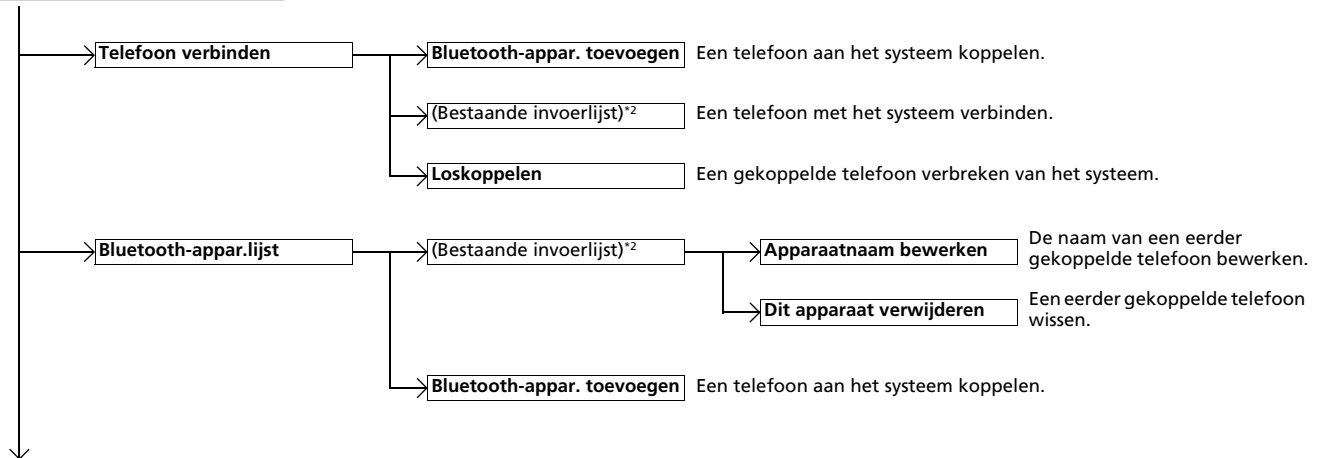 Telefoon verbinden
Bluetooth-appar. toevoegen
Een telefoon aan het systeem koppelen.
(Bestaande invoerlijst)*2
Een telefoon met het systeem verbinden.
Loskoppelen
Een gekoppelde telefoon verbreken van het systeem.
Bluetooth-appar.lijst
(Bestaande invoerlijst)*2
Apparaatnaam bewerken
De naam van een eerder
gekoppelde telefoon bewerken.
Dit apparaat verwijderen
Een eerder gekoppelde telefoon
wissen.
Bluetooth-appar. toevoegen
Een telefoon aan het systeem koppelen.